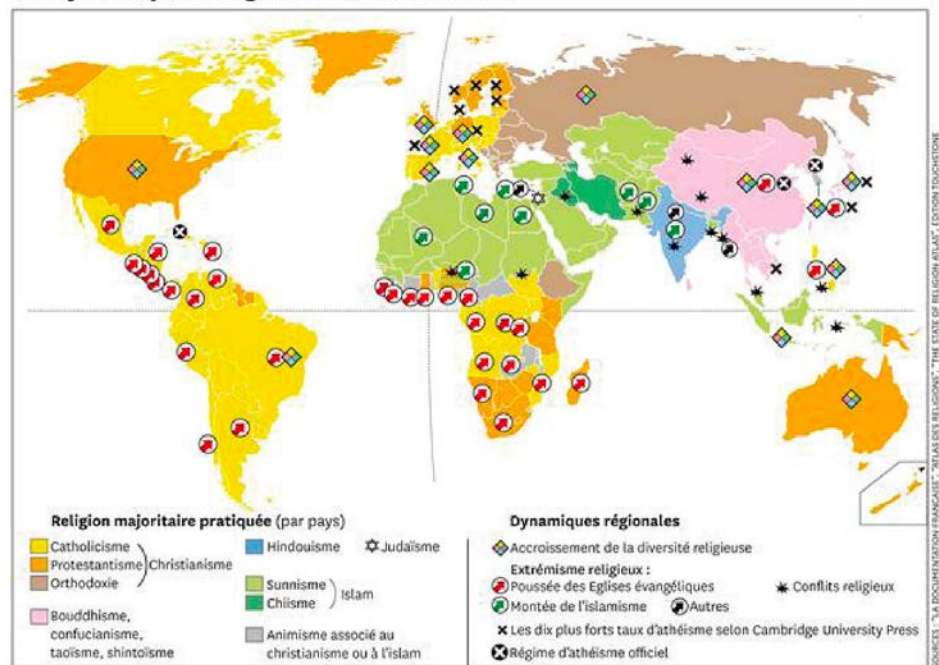 Religion majoritaire pratiquée (par pays)
Catholicisme
Protestantisme
Orthodoxie
Christianisme
Bouddhisme,
confucianisme,
taoïsme, shintoïsme
Hindouisme
Judaïsme
Sunnisme
Chiisme
Islam
Animisme associé au
christianisme ou à l'islam
Dynamiques régionales
Accroissement de la diversité religieuse
Extrémisme religieux :
Poussée des Eglises évangéliques
Conflits religieux
Montée de l'islamisme
Autres
Les dix plus forts taux d'athéisme selon Cambridge University Press
Régime d'athéisme officiel
SOURCES : "LA DOCUMENTATION FRANÇAISE", "ATLAS DES RELIGIONS", "THE STATE OF RELIGION ATLAS", EDITION TOUCHSTONE